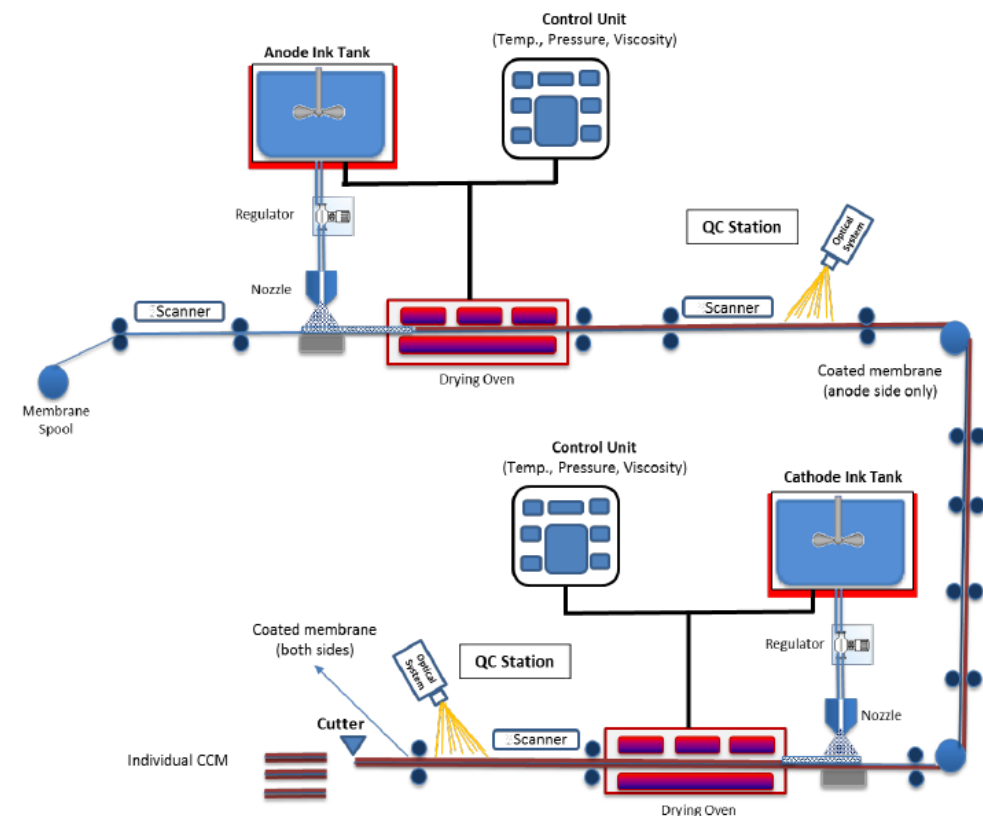 Control Unit
(Temp., Pressure, Viscosity)
Anode Ink Tank
Regulator
QC Station
Optical
System
Nozzle
Scanner
Scanner
Drying Oven
Membrane
Spool
Coated membrane
(anode side only)
Control Unit
(Temp., Pressure, Viscosity)
Cathode Ink Tank
Coated membrane
(both sides)
Optical
System
QC Station
Regulator
Nozzle
Cutter
Scanner
Individual CCM
Drying Oven